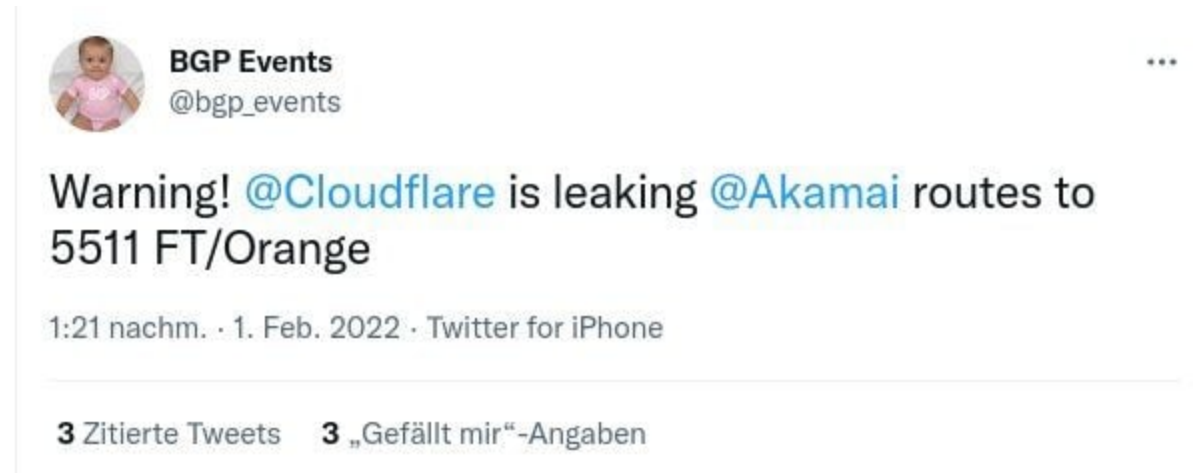 BGP Events
@bgp_events
Warning! @Cloudflare is leaking @Akamai routes to
5511 FT/Orange
1:21 nachm. · 1. Feb. 2022 · Twitter for iPhone
3 Zitierte Tweets 3 „Gefällt mir“-Angaben